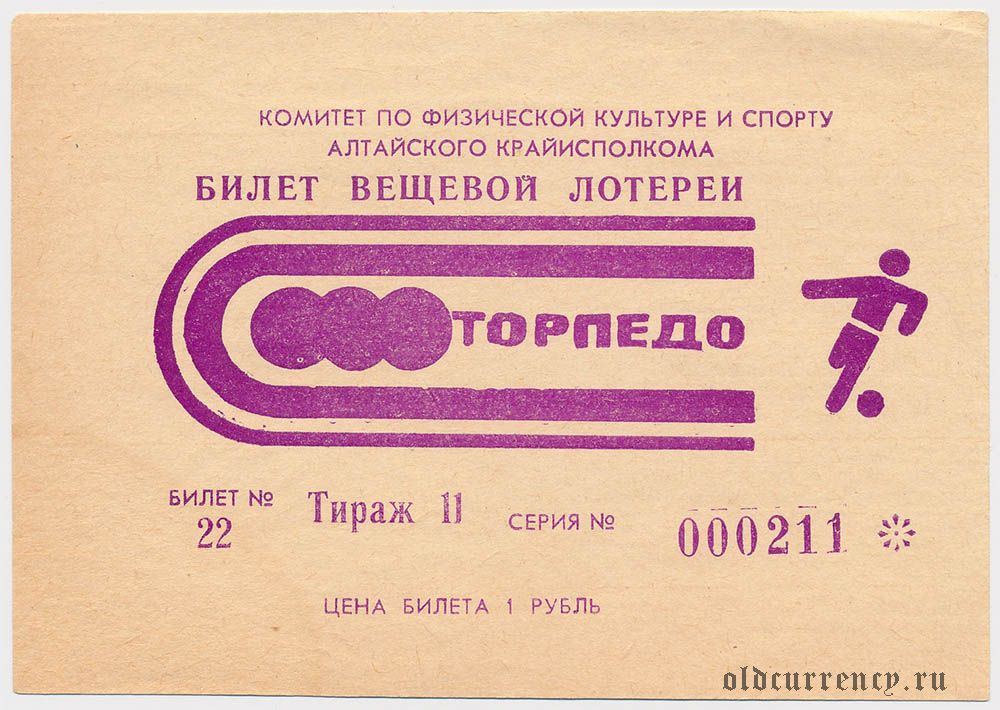 КОМИТЕТ ПО ФИЗИЧЕСКОЙ КУЛЬТУРЕ И СПОРТУ
АЛТАЙСКОГО КРАЙИСПОЛКОМА
БИЛЕТ ВЕЩЕВОЙ ЛОТЕРЕИ
ТОРПЕДО
БИЛЕТ № Тираж 11 СЕРИЯ № 000211 *
22
ЦЕНА БИЛЕТА 1 РУБЛЬ
oldcurrency.ru